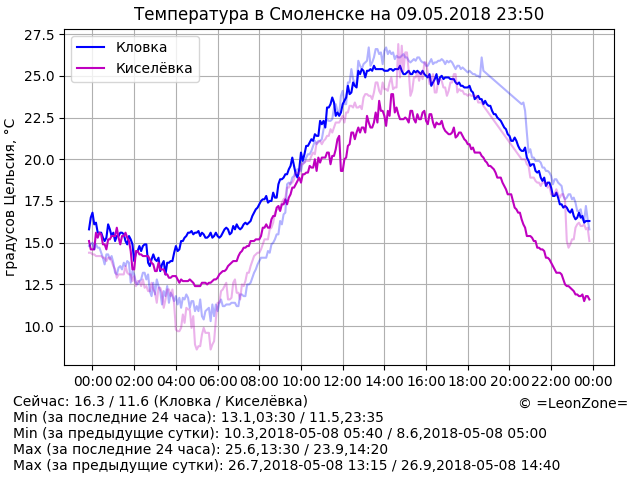 Температура в Смоленске на 09.05.2018 23:50
Кловка
Киселёвка
градусов Цельсия, °C
27.5
25.0
22.5
20.0
17.5
15.0
12.5
10.0
00:00 02:00 04:00 06:00 08:00 10:00 12:00 14:00 16:00 18:00 20:00 22:00 00:00
Сейчас: 16.3 / 11.6 (Кловка / Киселёвка)
© =LeonZone=
Min (за последние 24 часа): 13.1,03:30 / 11.5,23:35
Min (за предыдущие сутки): 10.3,2018-05-08 05:40 / 8.6,2018-05-08 05:00
Max (за последние 24 часа): 25.6,13:30 / 23.9,14:20
Max (за предыдущие сутки): 26.7,2018-05-08 13:15 / 26.9,2018-05-08 14:40